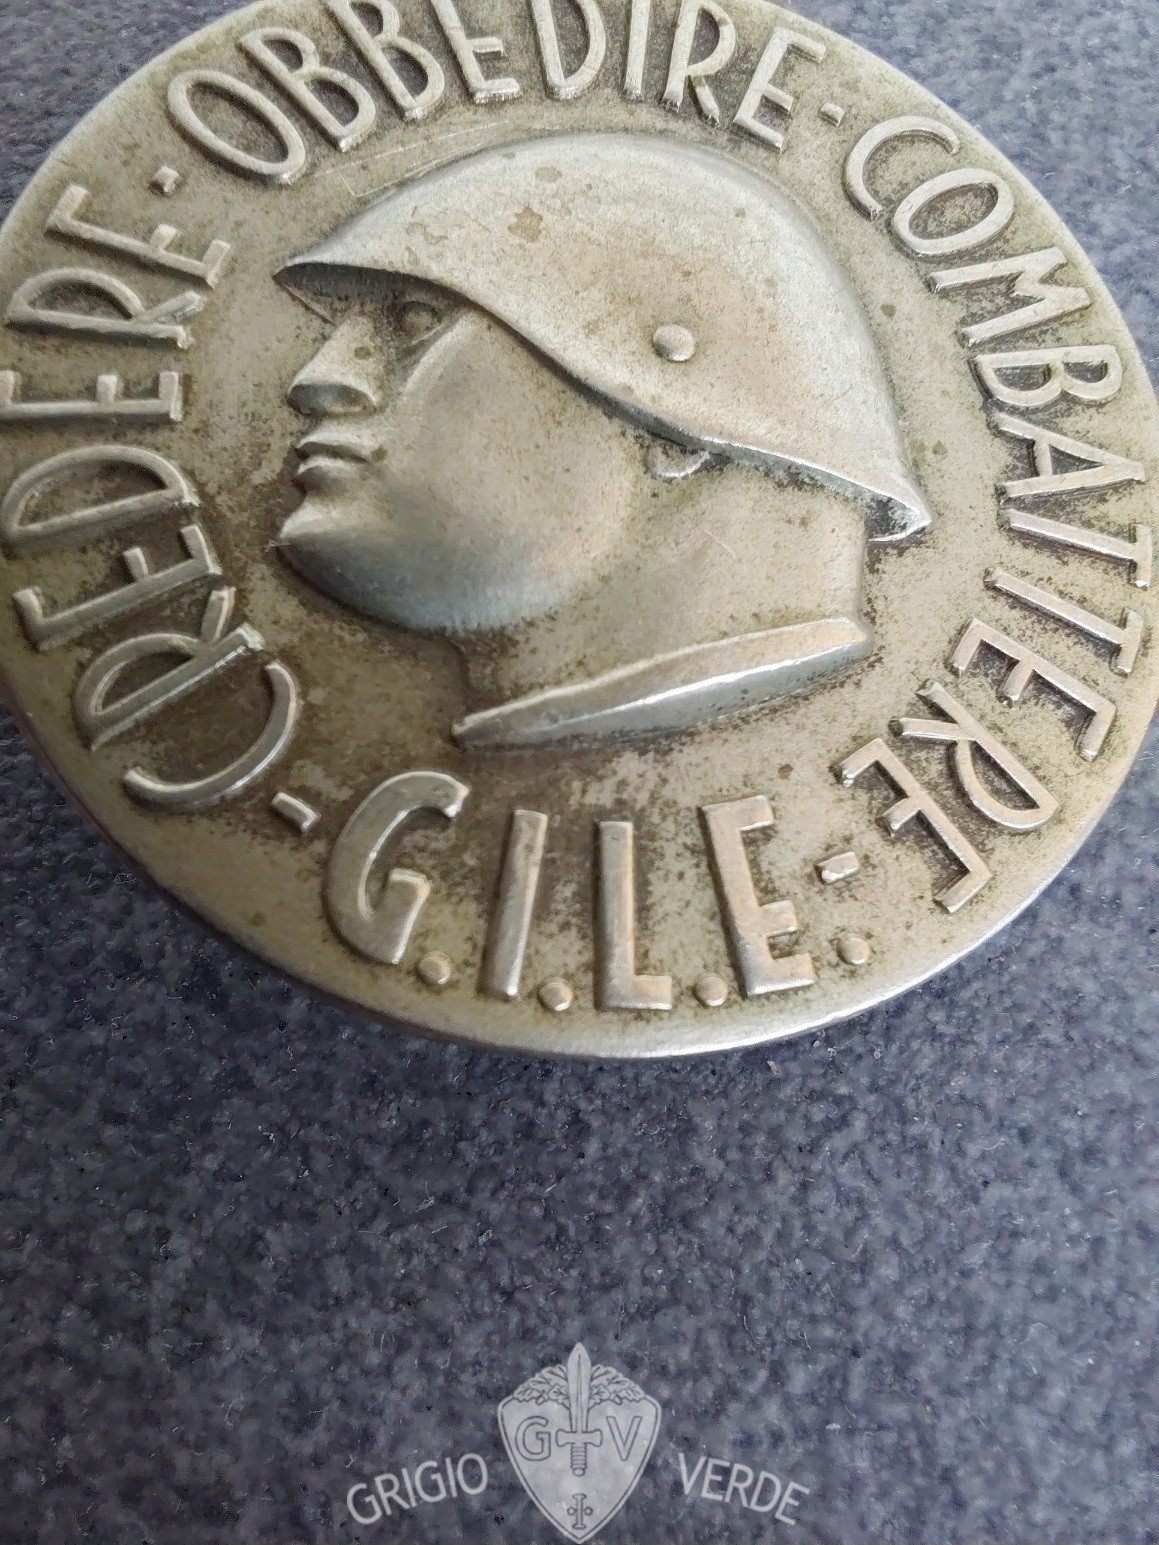 CREDERE · OBBEDIRE · COMBATTERE ·
· G.I.L.E.
GRIGIO G V VERDE